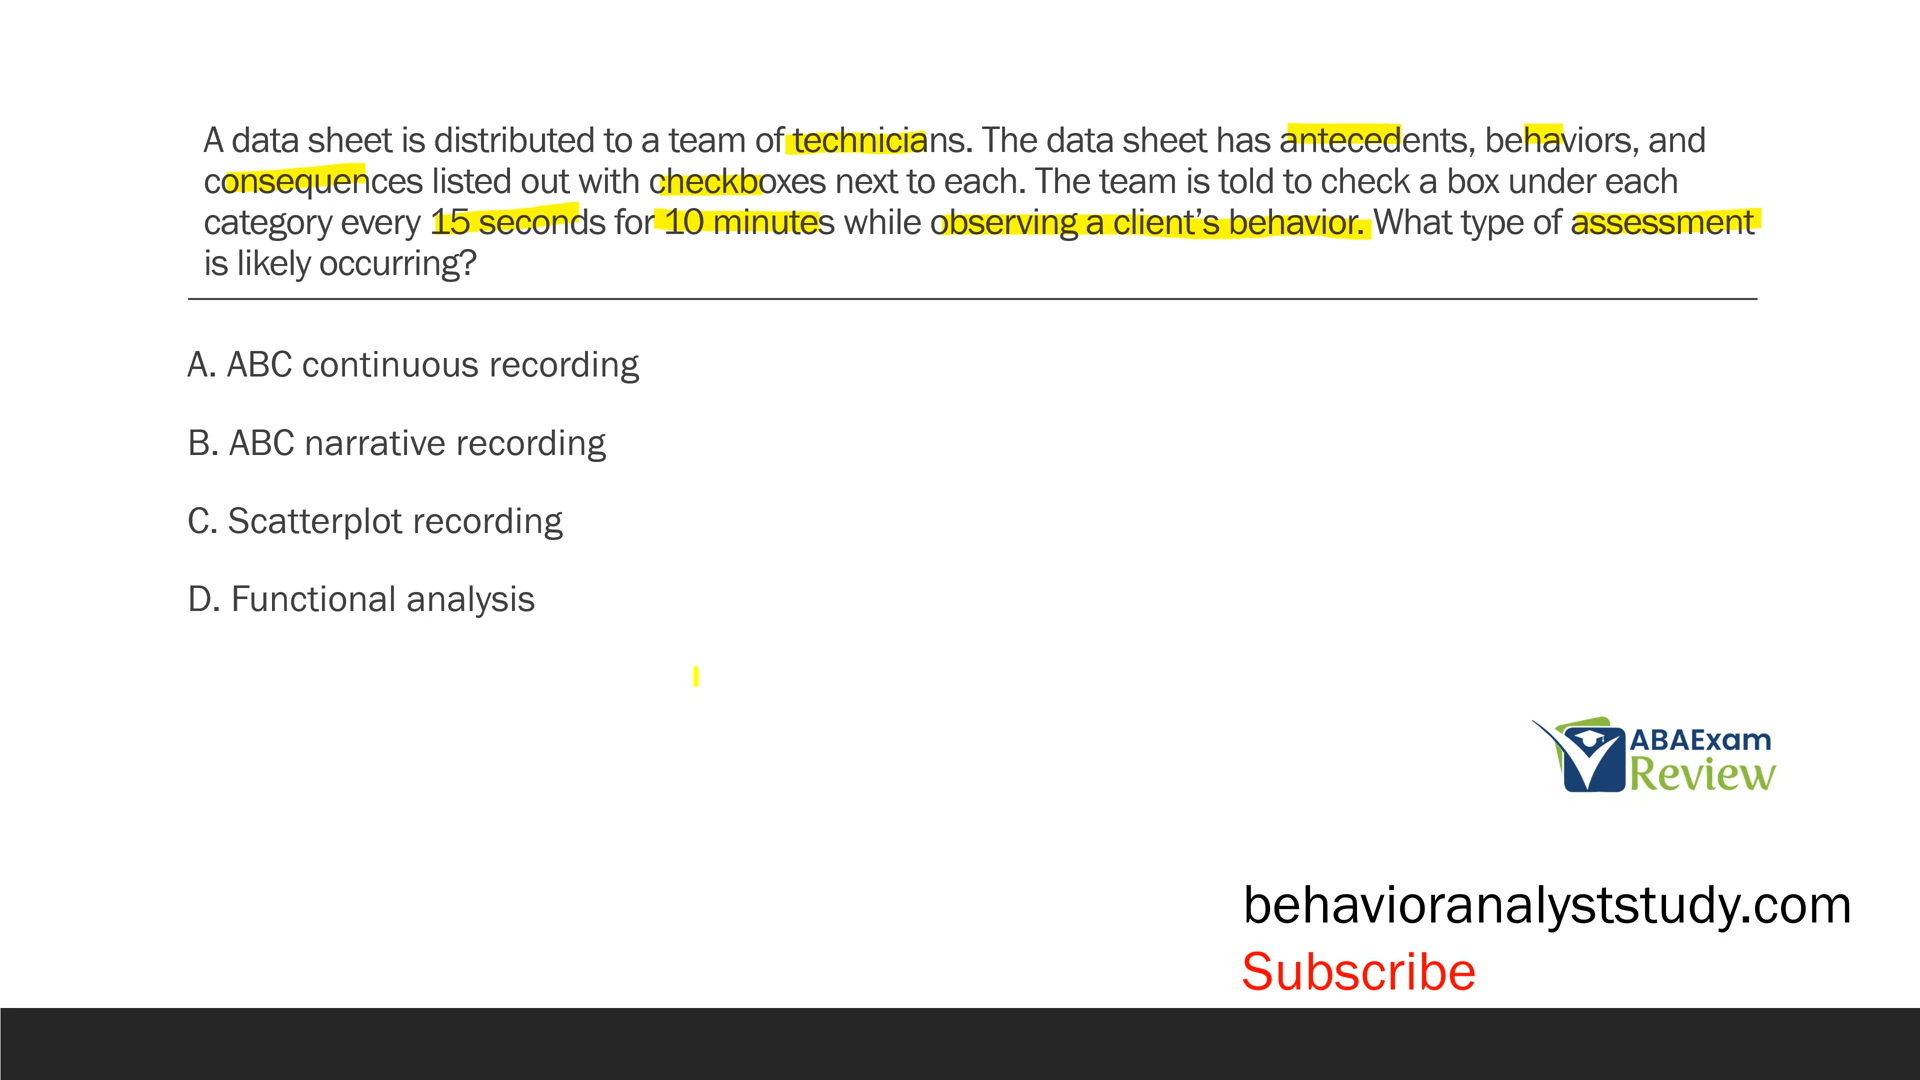 A data sheet is distributed to a team of technicians. The data sheet has antecedents, behaviors, and
consequences listed out with checkboxes next to each. The team is told to check a box under each
category every 15 seconds for 10 minutes while observing a client’s behavior. What type of assessment
is likely occurring?
A. ABC continuous recording
B. ABC narrative recording
C. Scatterplot recording
D. Functional analysis
ABAExam
Review
behavioranalyststudy.com
Subscribe